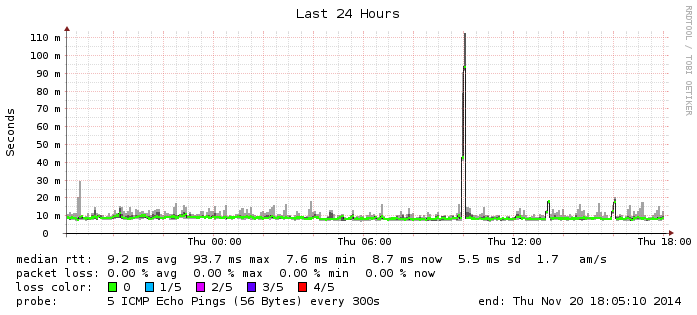 Last 24 Hours
RRDTOOL / TOBI OETIKER
Seconds
110 m
100 m
90 m
80 m
70 m
60 m
50 m
40 m
30 m
20 m
10 m
0
Thu 00:00 Thu 06:00 Thu 12:00 Thu 18:00
median rtt: 9.2 ms avg 93.7 ms max 7.6 ms min 8.7 ms now 5.5 ms sd 1.7 am/s
packet loss: 0.00 % avg 0.00 % max 0.00 % min 0.00 % now
loss color: 0 1/5 2/5 3/5 4/5
probe: 5 ICMP Echo Pings (56 Bytes) every 300s end: Thu Nov 20 18:05:10 2014